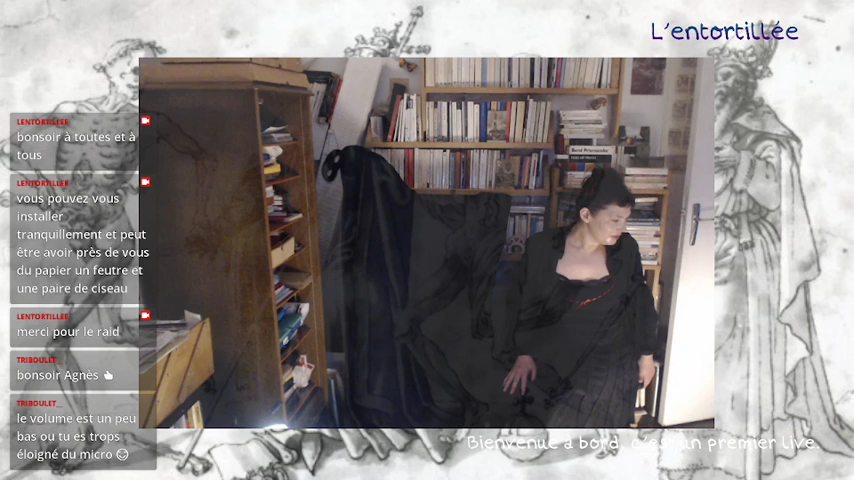 L'entortillée
LENTORTILLEE
bonsoir à toutes et à
tous
LENTORTILLEE
vous pouvez vous
installer
tranquillement et peut
être avoir près de vous
du papier un feutre et
une paire de ciseau
LENTORTILLEE
merci pour le raid
TRIBOULET_
bonsoir Agnès
TRIBOULET__
le volume est un peu
bas ou tu es trops
éloigné du micro
Bienvenue à bord, c'est un premier live.